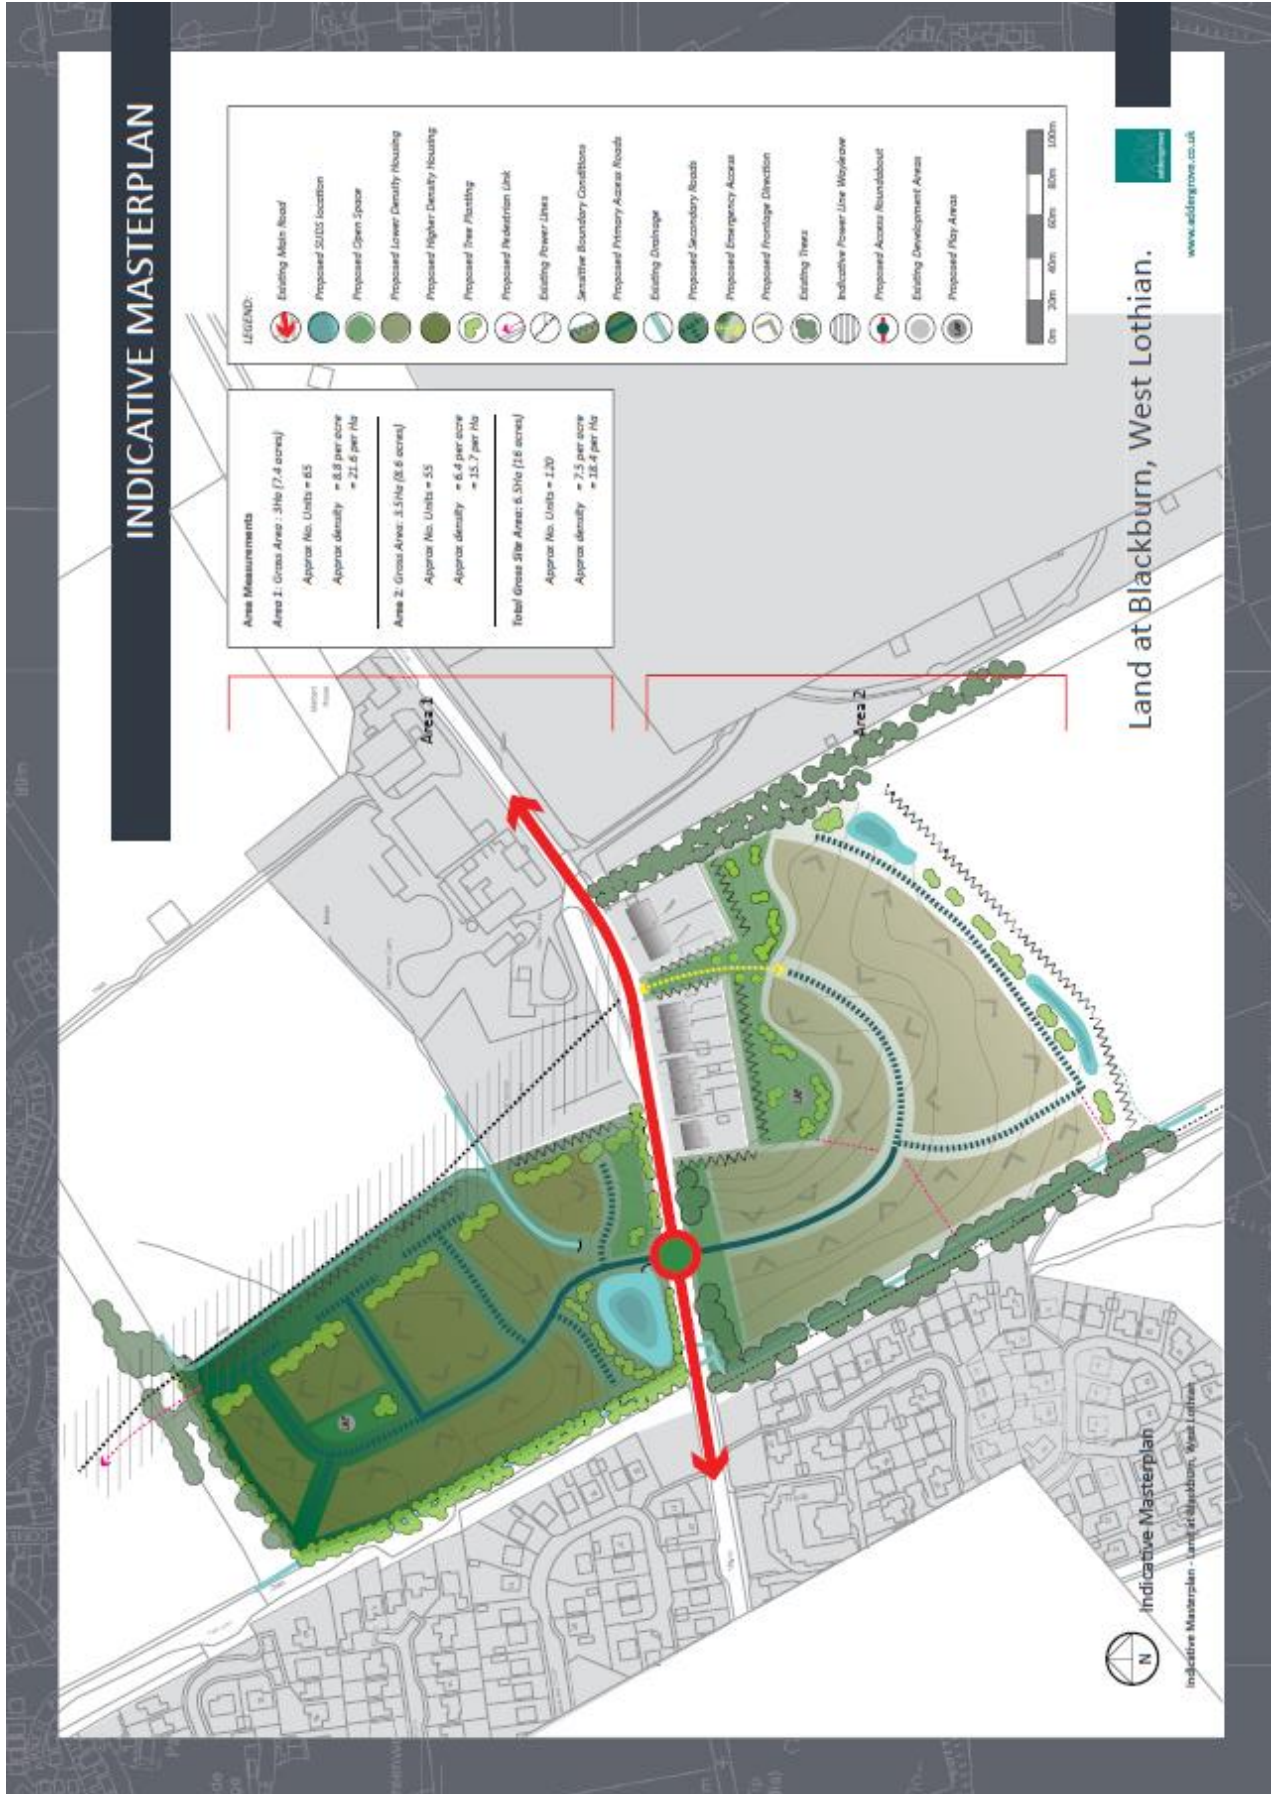 INDICATIVE MASTERPLAN
Area Measurements
Area 1: Gross Area : 3Ha (7.4 acres)
Approx No. Units = 65
Approx density = 8.8 per acre
= 21.6 per Ha
Area 2: Gross Area: 3.5Ha (8.6 acres)
Approx No. Units = 55
Approx density = 6.4 per acre
= 15.7 per Ha
Total Gross Site Area: 6.5Ha (16 acres)
Approx No. Units = 120
Approx density = 7.5 per acre
= 18.4 per Ha
LEGEND:
Existing Main Road
Proposed SUDS location
Proposed Open Space
Proposed Lower Density Housing
Proposed Higher Density Housing
Proposed Tree Planting
Proposed Pedestrian Link
Existing Power Lines
Sensitive Boundary Conditions
Proposed Primary Access Roads
Existing Drainage
Proposed Secondary Roads
Proposed Emergency Access
Proposed Frontage Direction
Existing Trees
Indicative Power Line Wayleave
Proposed Access Roundabout
Existing Development Areas
Proposed Play Areas
0m 20m 40m 60m 80m 100m
Area 1
Area 2
N
Indicative Masterplan
Land at Blackburn, West Lothian.
Indicative Masterplan - Land at Blackburn, West Lothian
addergrove
www.addergrove.co.uk